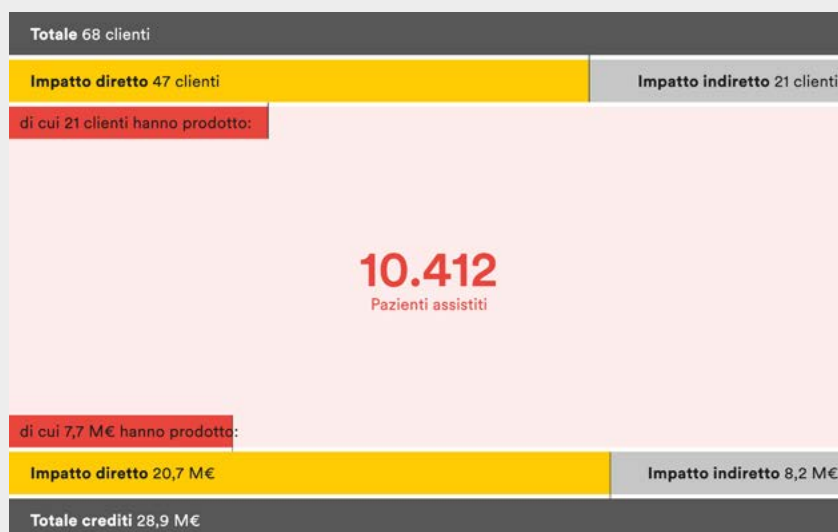 Totale 68 clienti
Impatto diretto 47 clienti
Impatto indiretto 21 clienti
di cui 21 clienti hanno prodotto:
10.412
Pazienti assistiti
di cui 7,7 M€ hanno prodotto:
Impatto diretto 20,7 M€
Impatto indiretto 8,2 M€
Totale crediti 28,9 M€